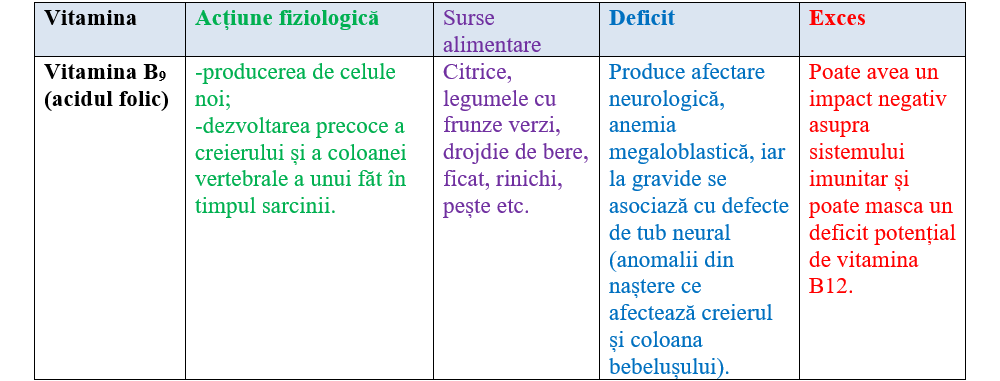 Vitamina
Acțiune fiziologică
Surse
alimentare
Deficit
Exces
Vitamina B₉
(acidul folic)
-producerea de celule
noi;
-dezvoltarea precoce a
creierului și a coloanei
vertebrale a unui făt în
timpul sarcinii.
Citrice,
legumele cu
frunze verzi,
drojdie de bere,
ficat, rinichi,
pește etc.
Produce afectare
neurologică,
anemia
megaloblastică, iar
la gravide se
asociază cu defecte
de tub neural
(anomalii din
naștere ce
afectează creierul
și coloana
bebelușului).
Poate avea un
impact negativ
asupra
sistemului
imunitar și
poate masca un
deficit potențial
de vitamina
B12.